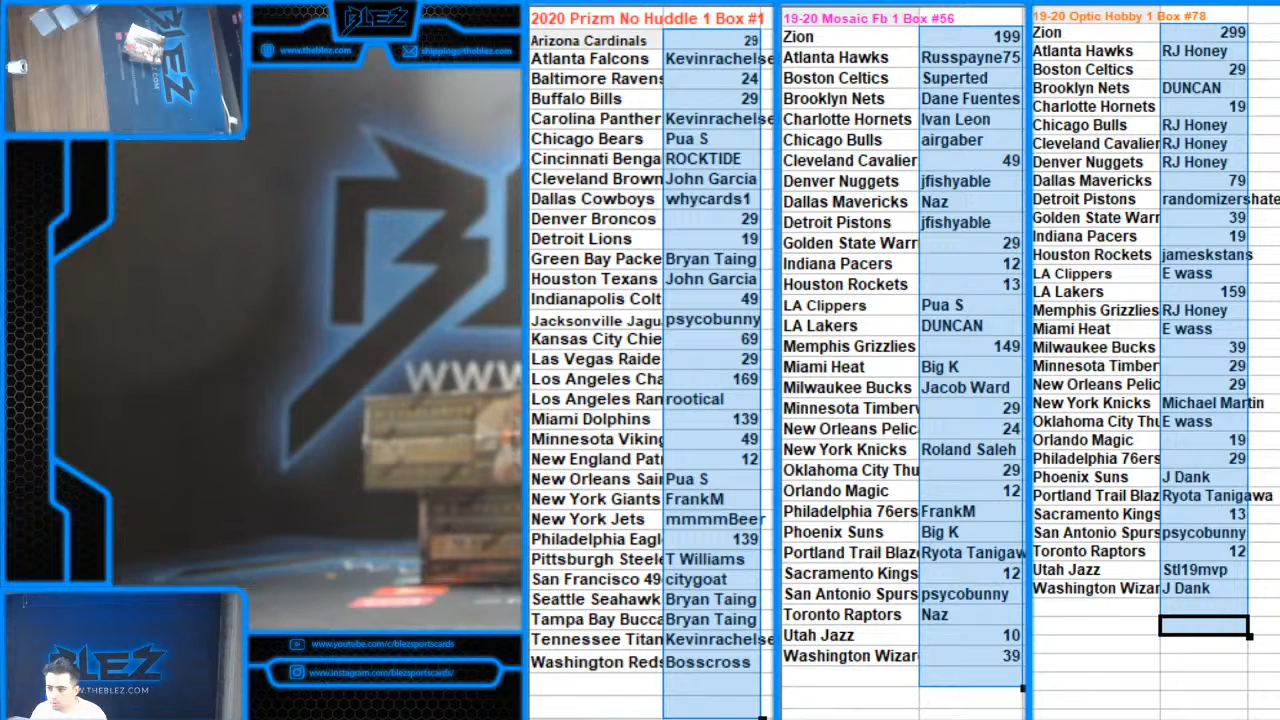 BLEZ
www.theblez.com
shipping@theblez.com
BLEZ
WWW
BLEZ
WWW.THEBLEZ.COM
www.youtube.com/c/blezsportscards
www.instagram.com/blezsportscards/
2020 Prizm No Huddle 1 Box #1
Arizona Cardinals 29
Atlanta Falcons Kevinrachelse
Baltimore Ravens 24
Buffalo Bills 29
Carolina Panther Kevinrachelse
Chicago Bears Pua S
Cincinnati Benga ROCKTIDE
Cleveland Brown John Garcia
Dallas Cowboys whycards1
Denver Broncos 29
Detroit Lions 19
Green Bay Packe Bryan Taing
Houston Texans John Garcia
Indianapolis Colt 49
Jacksonville Jagu psycobunny
Kansas City Chie 69
Las Vegas Raide 29
Los Angeles Cha 169
Los Angeles Ran rootical
Miami Dolphins 139
Minnesota Viking 49
New England Pat 12
New Orleans Sai Pua S
New York Giants FrankM
New York Jets mmmmBeer
Philadelphia Eagl 139
Pittsburgh Steele T Williams
San Francisco 49 citygoat
Seattle Seahawk Bryan Taing
Tampa Bay Bucca Bryan Taing
Tennessee Titan Kevinrachelse
Washington Reds Bosscross
19-20 Mosaic Fb 1 Box #56
Zion 199
Atlanta Hawks Russpayne75
Boston Celtics Superted
Brooklyn Nets Dane Fuentes
Charlotte Hornets Ivan Leon
Chicago Bulls airgaber
Cleveland Cavalier 49
Denver Nuggets jfishyable
Dallas Mavericks Naz
Detroit Pistons jfishyable
Golden State Warr 29
Indiana Pacers 12
Houston Rockets 13
LA Clippers Pua S
LA Lakers DUNCAN
Memphis Grizzlies 149
Miami Heat Big K
Milwaukee Bucks Jacob Ward
Minnesota Timberv 29
New Orleans Pelic 24
New York Knicks Roland Saleh
Oklahoma City Thu 29
Orlando Magic 12
Philadelphia 76ers FrankM
Phoenix Suns Big K
Portland Trail Blaz Ryota Tanigaw
Sacramento Kings 12
San Antonio Spurs psycobunny
Toronto Raptors Naz
Utah Jazz 10
Washington Wizar 39
19-20 Optic Hobby 1 Box #78
Zion 299
Atlanta Hawks RJ Honey
Boston Celtics 29
Brooklyn Nets DUNCAN
Charlotte Hornets 19
Chicago Bulls RJ Honey
Cleveland Cavalier RJ Honey
Denver Nuggets RJ Honey
Dallas Mavericks 79
Detroit Pistons randomizershate
Golden State Warr 39
Indiana Pacers 19
Houston Rockets jameskstans
LA Clippers E wass
LA Lakers 159
Memphis Grizzlies RJ Honey
Miami Heat E wass
Milwaukee Bucks 39
Minnesota Timber 29
New Orleans Pelic 29
New York Knicks Michael Martin
Oklahoma City Thu E wass
Orlando Magic 19
Philadelphia 76ers 29
Phoenix Suns J Dank
Portland Trail Blaz Ryota Tanigawa
Sacramento Kings 13
San Antonio Spurs psycobunny
Toronto Raptors 12
Utah Jazz Stl19mvp
Washington Wizar J Dank